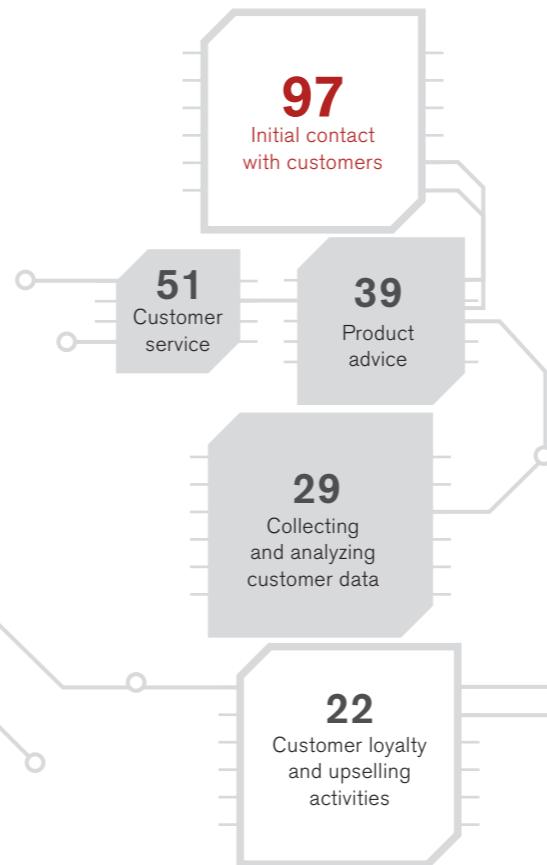 97
Initial contact
with customers
51
Customer
service
39
Product
advice
29
Collecting
and analyzing
customer data
22
Customer loyalty
and upselling
activities